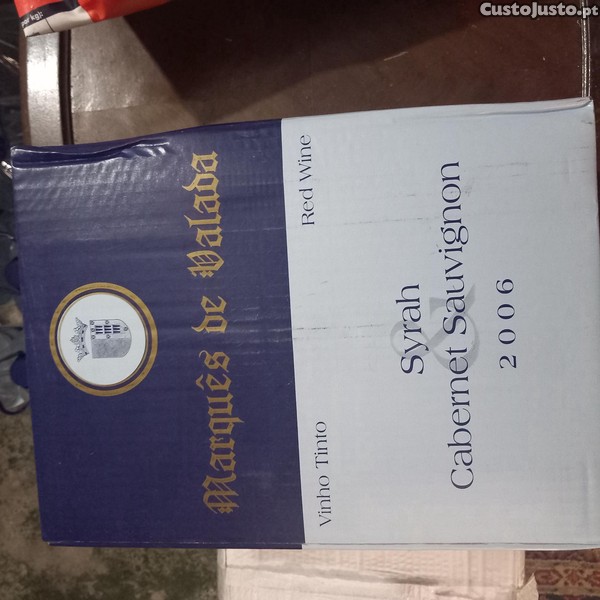 CustoJusto.pt
Marquês de Valada
Vinho Tinto
Red Wine
Syrah
&
Cabernet Sauvignon
2006